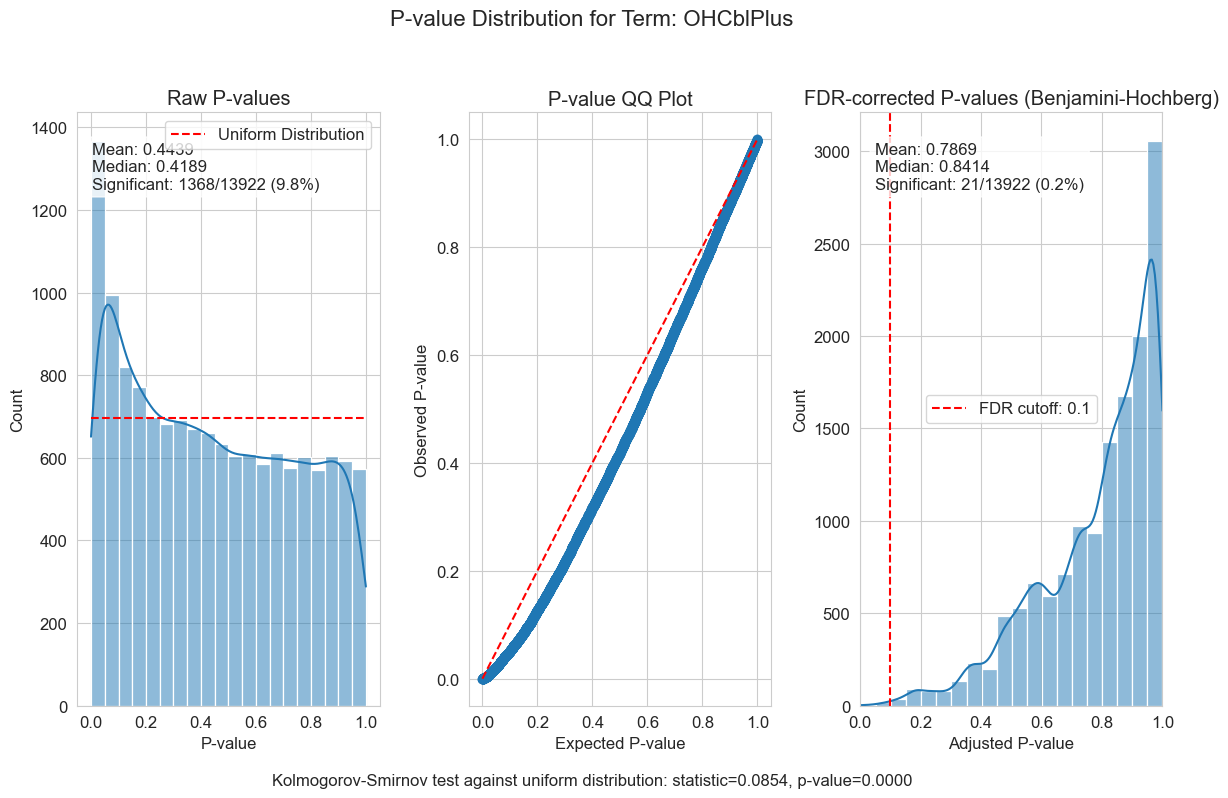 P-value Distribution for Term: OHCblPlus
Raw P-values
Uniform Distribution
Mean: 0.4439
Median: 0.4189
Significant: 1368/13922 (9.8%)
1400
1200
1000
800
600
400
200
0
Count
0.0 0.2 0.4 0.6 0.8 1.0
P-value
P-value QQ Plot
1.0
0.8
0.6
0.4
0.2
0.0
Observed P-value
0.0 0.2 0.4 0.6 0.8 1.0
Expected P-value
FDR-corrected P-values (Benjamini-Hochberg)
Mean: 0.7869
Median: 0.8414
Significant: 21/13922 (0.2%)
FDR cutoff: 0.1
3000
2500
2000
1500
1000
500
0
Count
0.0 0.2 0.4 0.6 0.8 1.0
Adjusted P-value
Kolmogorov-Smirnov test against uniform distribution: statistic=0.0854, p-value=0.0000